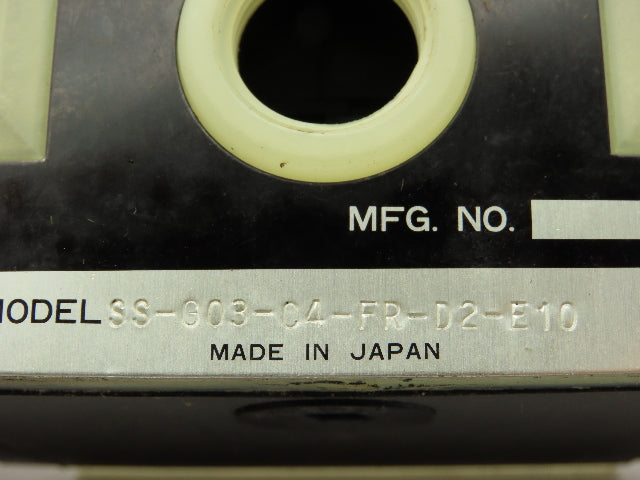 MFG. NO.
MODEL SS-G03-C4-FR-D2-E10
MADE IN JAPAN